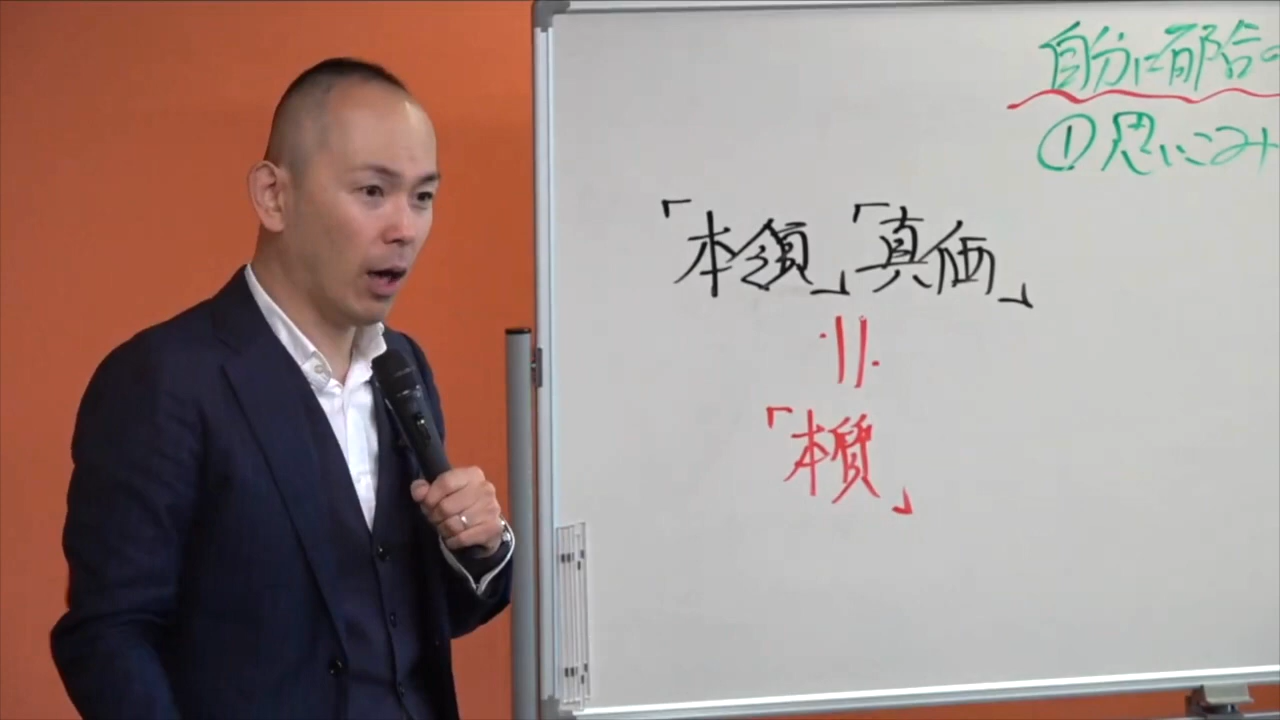 自分に都合の
①思いこみ
「本領」「真価」
〃
「本質」